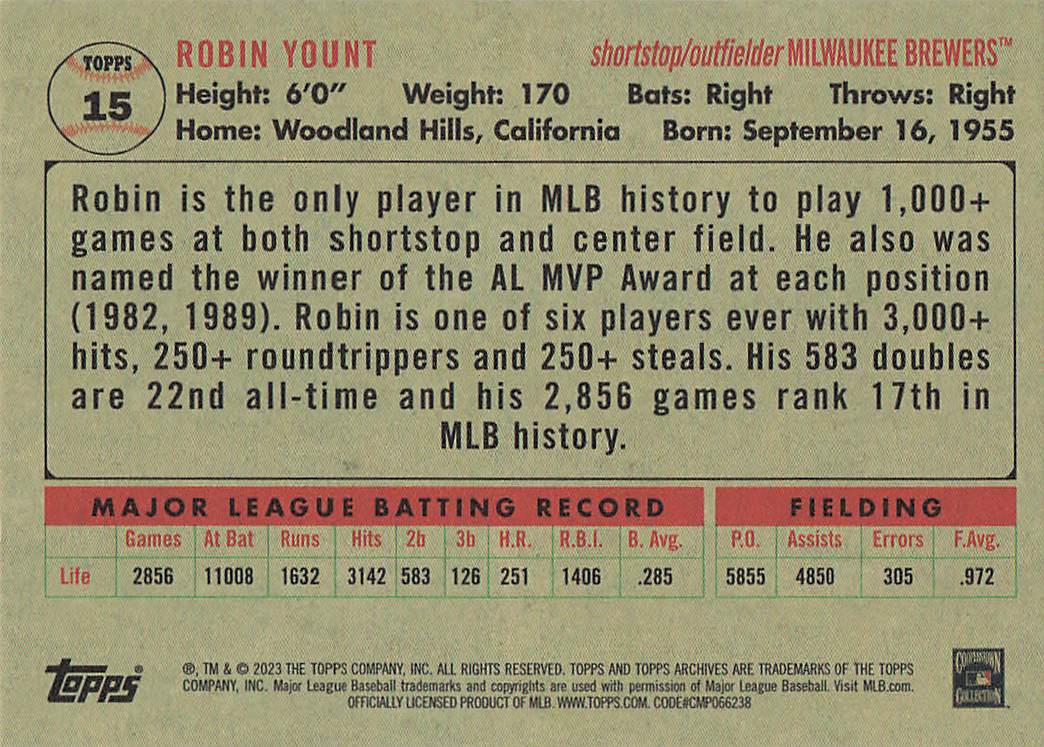 TOPPS
15
ROBIN YOUNT shortstop/outfielder MILWAUKEE BREWERS™
Height: 6'0" Weight: 170 Bats: Right Throws: Right
Home: Woodland Hills, California Born: September 16, 1955
Robin is the only player in MLB history to play 1,000+
games at both shortstop and center field. He also was
named the winner of the AL MVP Award at each position
(1982, 1989). Robin is one of six players ever with 3,000+
hits, 250+ roundtrippers and 250+ steals. His 583 doubles
are 22nd all-time and his 2,856 games rank 17th in
MLB history.
MAJOR LEAGUE BATTING RECORD FIELDING
Games At Bat Runs Hits 2b 3b H.R. R.B.I. B. Avg. P.O. Assists Errors F.Avg.
Life 2856 11008 1632 3142 583 126 251 1406 .285 5855 4850 305 .972
Topps®
®, TM & © 2023 THE TOPPS COMPANY, INC. ALL RIGHTS RESERVED. TOPPS AND TOPPS ARCHIVES ARE TRADEMARKS OF THE TOPPS
COMPANY, INC. Major League Baseball trademarks and copyrights are used with permission of Major League Baseball. Visit MLB.com.
OFFICIALLY LICENSED PRODUCT OF MLB. WWW.TOPPS.COM. CODE#CMP066238
COOPERSTOWN
COLLECTION